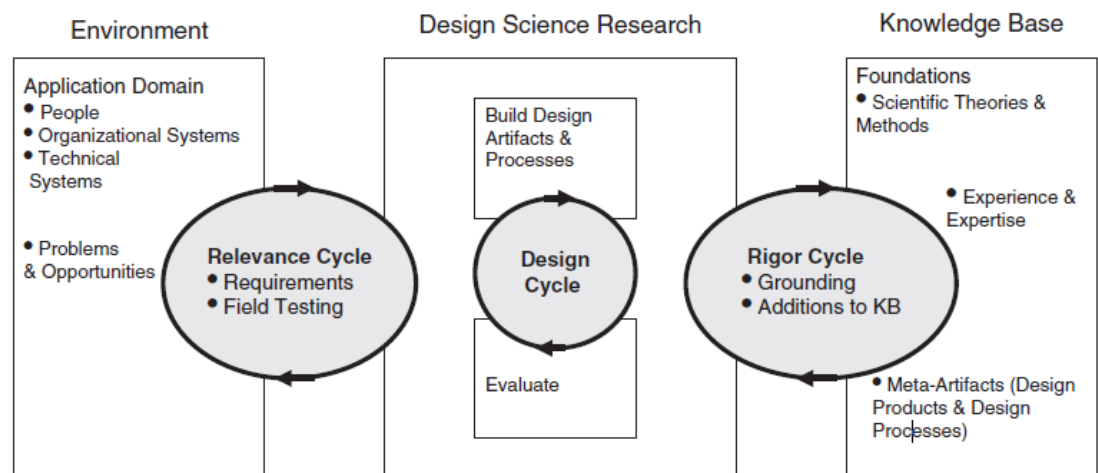 Environment
Design Science Research
Knowledge Base
Application Domain
• People
• Organizational Systems
• Technical
Systems
• Problems
& Opportunities
Relevance Cycle
• Requirements
• Field Testing
Build Design
Artifacts &
Processes
Design
Cycle
Evaluate
Rigor Cycle
• Grounding
• Additions to KB
Foundations
• Scientific Theories &
Methods
• Experience &
Expertise
• Meta-Artifacts (Design
Products & Design
Processes)